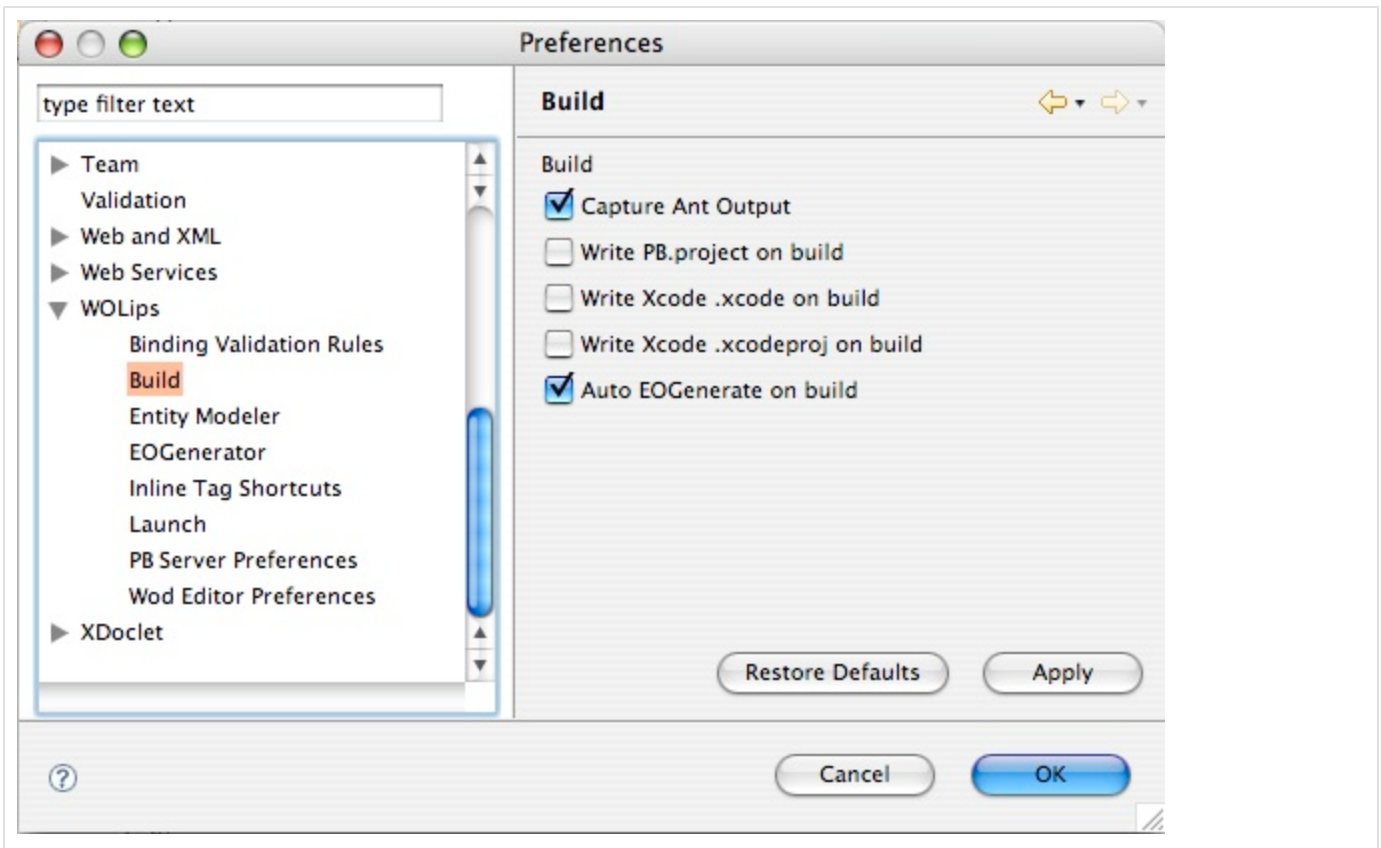 Preferences
type filter text
Team
Validation
Web and XML
Web Services
WOLips
Binding Validation Rules
Build
Entity Modeler
EOGenerator
Inline Tag Shortcuts
Launch
PB Server Preferences
Wod Editor Preferences
XDoclet
Build
Build
Capture Ant Output
Write PB.project on build
Write Xcode .xcode on build
Write Xcode .xcodeproj on build
Auto EOGenerate on build
Restore Defaults
Apply
?
Cancel
OK